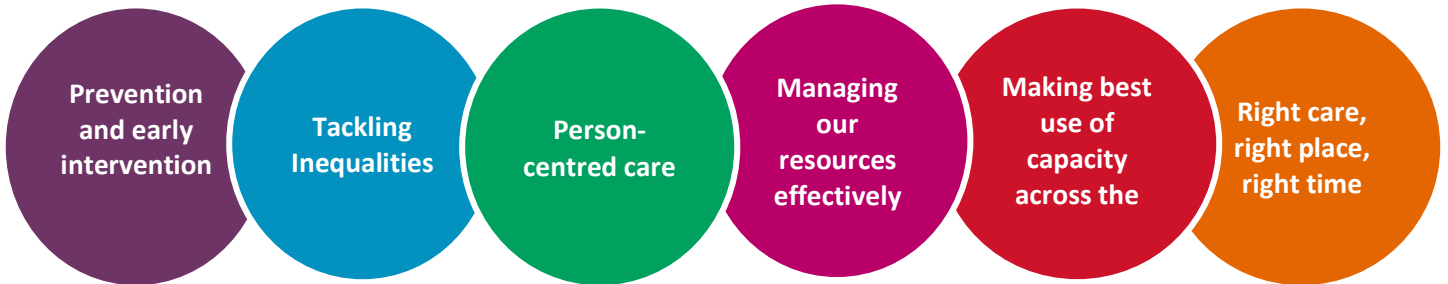 Prevention
and early
intervention
Tackling
Inequalities
Person-
centred care
Managing
our
resources
effectively
Making best
use of
capacity
across the
Right care,
right place,
right time